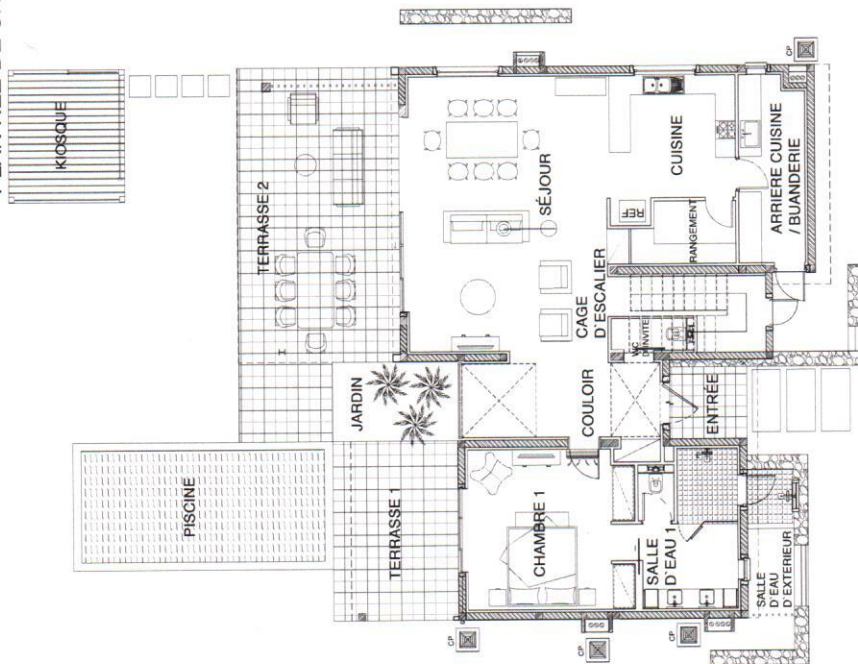 KIOSQUE
TERRASSE 2
PISCINE
JARDIN
TERRASSE 1
SÉJOUR
CUISINE
REF
RANGEMENT
ARRIERE CUISINE
/ BUANDERIE
CAGE
D'ESCALIER
WC
D'INVITE
COULOIR
ENTRÉE
CHAMBRE 1
SALLE
D'EAU 1
SALLE
D'EAU
D'EXTERIEUR
CP
CP
CP
CP